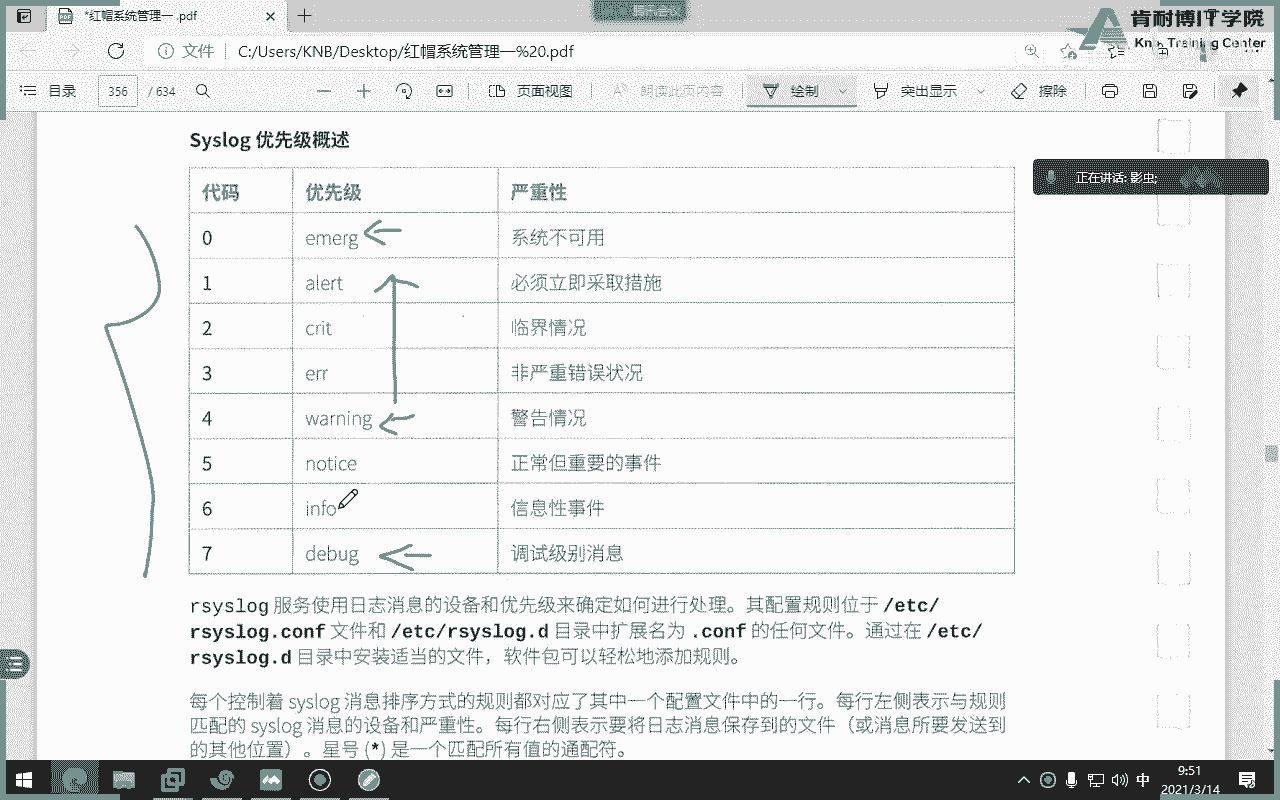 *红帽系统管理一 .pdf
肯耐博IT学院
KNB Training Center
文件 C:/Users/KNB/Desktop/红帽系统管理一%20.pdf
目录 356 / 634 页面视图 朗读此页内容 绘制 突出显示 擦除
Syslog 优先级概述
正在讲话: 影虫;
代码 优先级 严重性
0 emerg 系统不可用
1 alert 必须立即采取措施
2 crit 临界情况
3 err 非严重错误状况
4 warning 警告情况
5 notice 正常但重要的事件
6 info 信息性事件
7 debug 调试级别消息
rsyslog 服务使用日志消息的设备和优先级来确定如何进行处理。其配置规则位于 /etc/
rsyslog.conf 文件和 /etc/rsyslog.d 目录中扩展名为 .conf 的任何文件。通过在 /etc/
rsyslog.d 目录中安装适当的文件，软件包可以轻松地添加规则。
每个控制着 syslog 消息排序方式的规则都对应了其中一个配置文件中的一行。每行左侧表示与规则
匹配的 syslog 消息的设备和严重性。每行右侧表示要将日志消息保存到的文件（或消息所要发送到
的其他位置）。星号 (*) 是一个匹配所有值的通配符。
中
9:51
2021/3/14